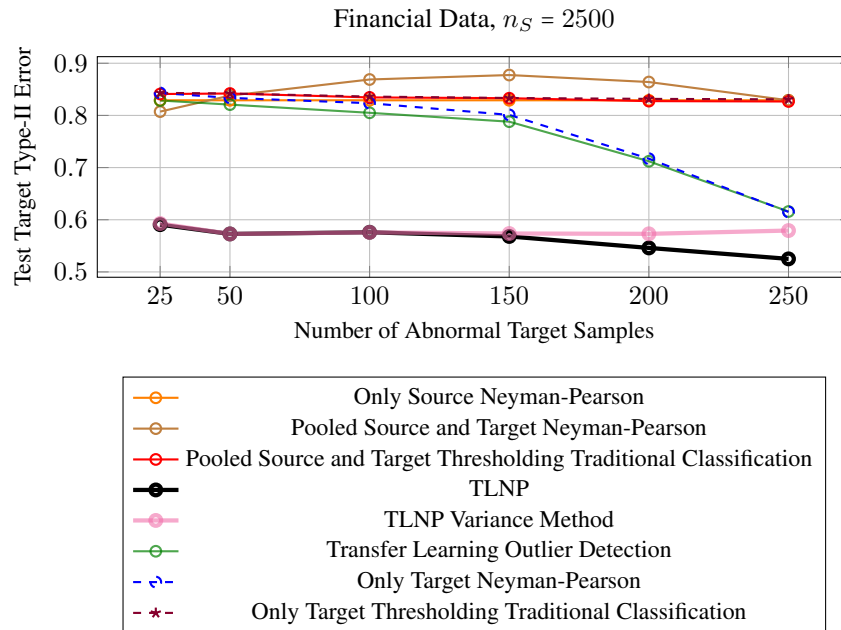 Financial Data, n_S = 2500
Test Target Type-II Error
0.9
0.8
0.7
0.6
0.5
25 50 100 150 200 250
Number of Abnormal Target Samples
Only Source Neyman-Pearson
Pooled Source and Target Neyman-Pearson
Pooled Source and Target Thresholding Traditional Classification
TLNP
TLNP Variance Method
Transfer Learning Outlier Detection
Only Target Neyman-Pearson
Only Target Thresholding Traditional Classification